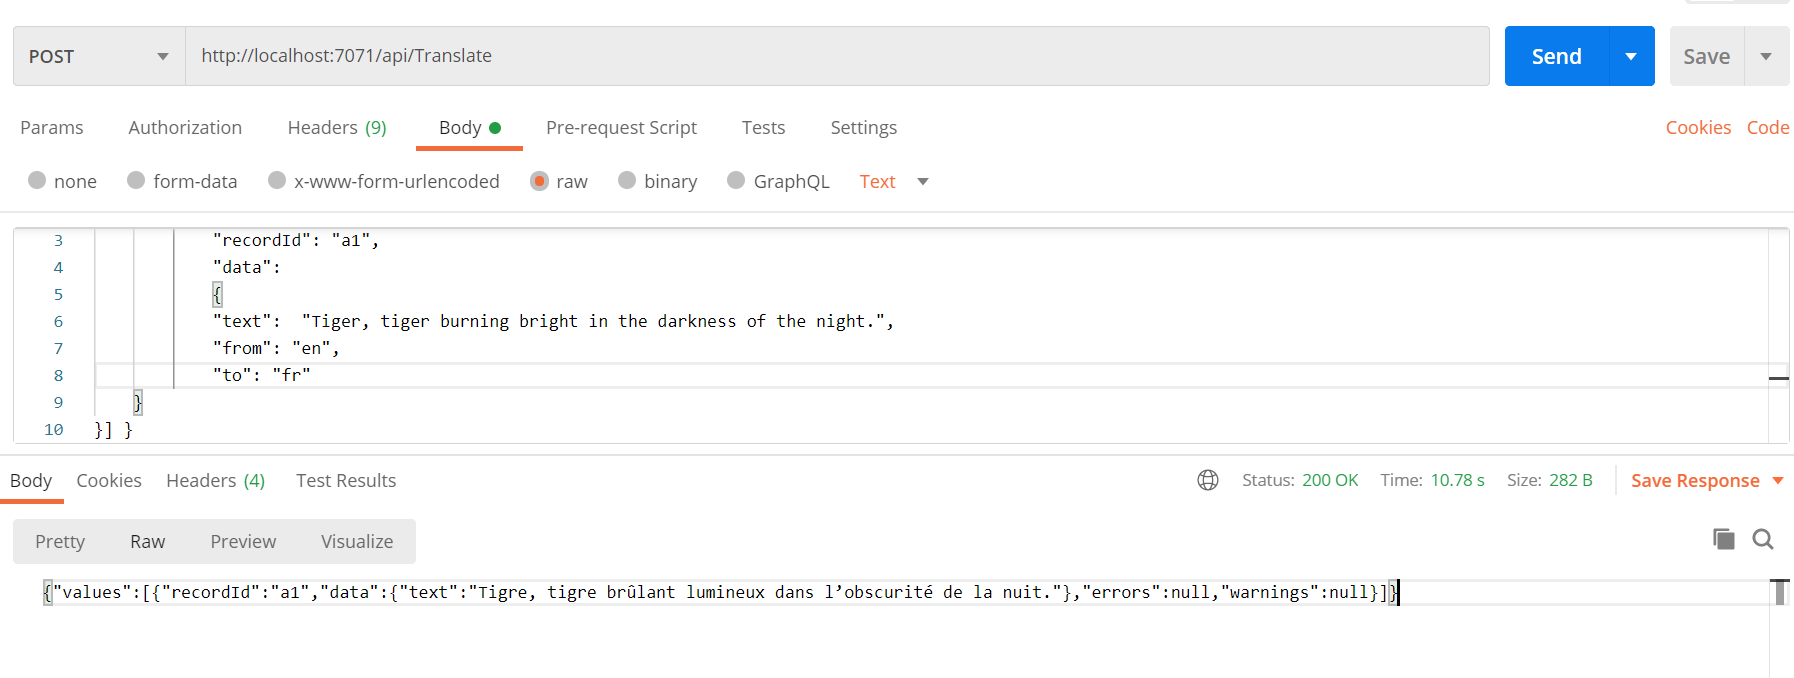 POST http://localhost:7071/api/Translate Send Save
Params Authorization Headers (9) Body Pre-request Script Tests Settings Cookies Code
none form-data x-www-form-urlencoded raw binary GraphQL Text
3 "recordId": "a1",
4 "data":
5 {
6 "text":  "Tiger, tiger burning bright in the darkness of the night.",
7 "from": "en",
8 "to": "fr"
9 }
10 }] }
Body Cookies Headers (4) Test Results Status: 200 OK Time: 10.78 s Size: 282 B Save Response
Pretty Raw Preview Visualize
{"values":[{"recordId":"a1","data":{"text":"Tigre, tigre brûlant lumineux dans l’obscurité de la nuit."},"errors":null,"warnings":null}]}